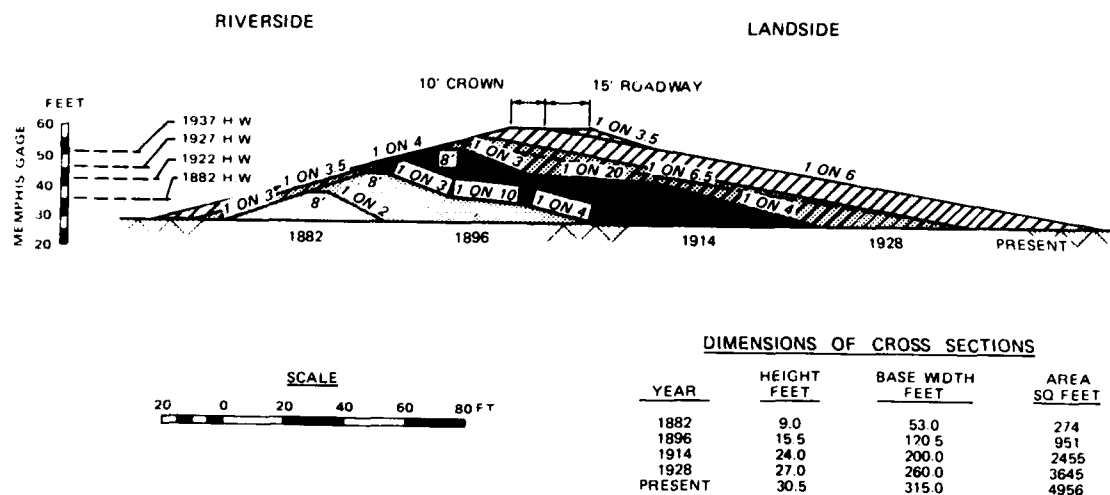 RIVERSIDE
LANDSIDE
10' CROWN
15' ROADWAY
FEET
MEMPHIS GAGE
60
50
40
30
20
1937 H W
1927 H W
1922 H W
1882 H W
1 ON 3
1 ON 3.5
1 ON 4
1 ON 3.5
1 ON 6
8'
1 ON 3
1 ON 20
1 ON 6.5
1 ON 4
8'
1 ON 3
1 ON 10
1 ON 4
8'
1 ON 2
1882
1896
1914
1928
PRESENT
SCALE
20 0 20 40 60 80 FT
DIMENSIONS OF CROSS SECTIONS
YEAR HEIGHT FEET BASE WIDTH FEET AREA SQ FEET
1882 9.0 53.0 274
1896 15.5 120.5 951
1914 24.0 200.0 2455
1928 27.0 260.0 3645
PRESENT 30.5 315.0 4956